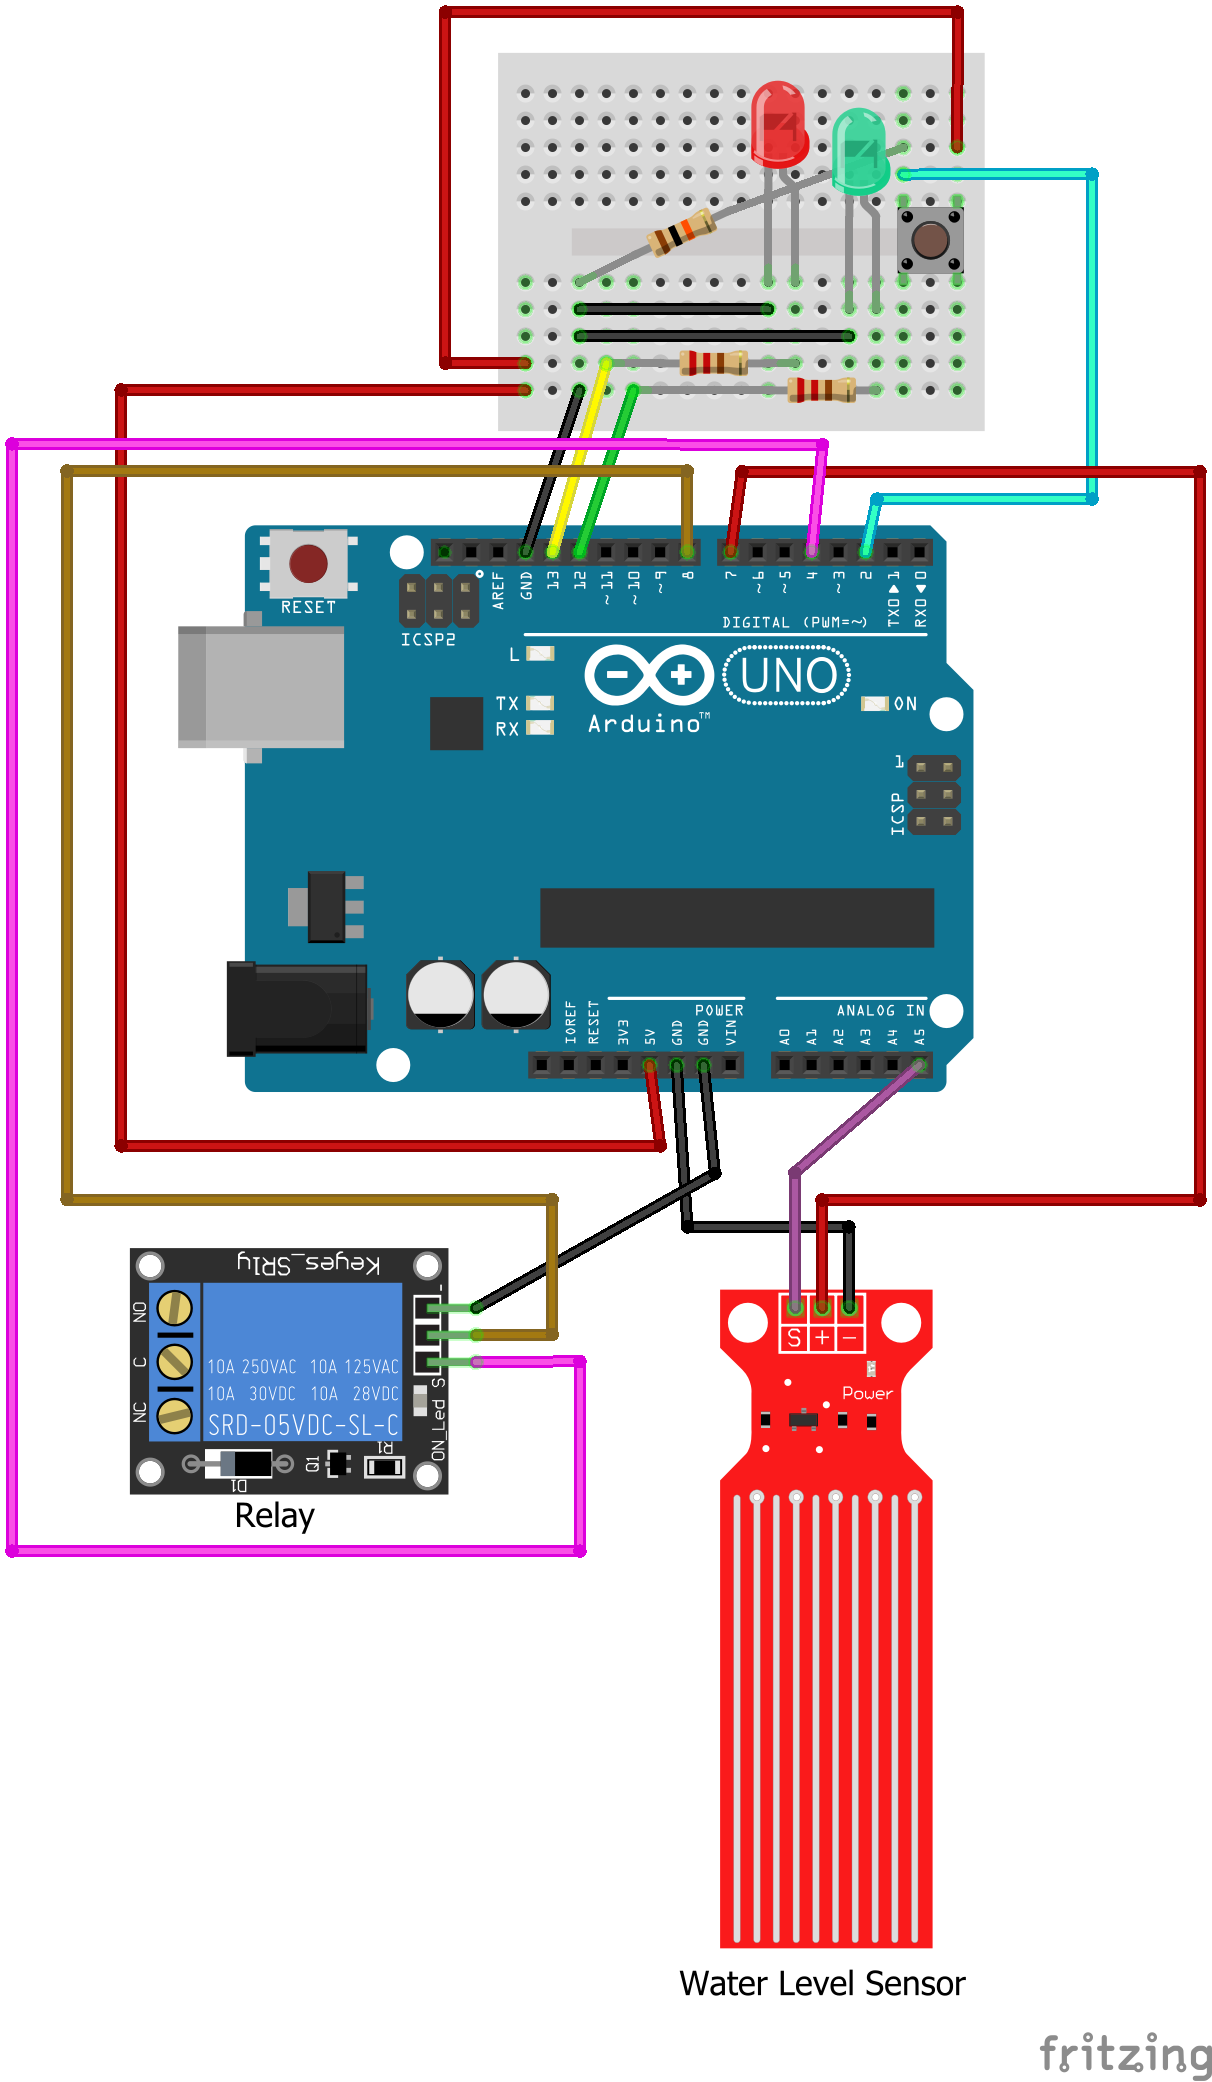 RESET
ICSP2
AREF
GND
13
12
~11
~10
~9
8
7
~6
~5
4
~3
2
TX0▶1
RX0◀0
DIGITAL (PWM=~)
L
TX
RX
Arduino™
UNO
ON
1
ICSP
IOREF
RESET
3V3
5V
GND
GND
VIN
POWER
A0
A1
A2
A3
A4
A5
ANALOG IN
Keyes_SR1y
NO
C
NC
-
S
10A 250VAC 10A 125VAC
10A 30VDC 10A 28VDC
SRD-05VDC-SL-C
ON_Led
D1
Q1
R1
Relay
S + -
Power
Water Level Sensor
fritzing